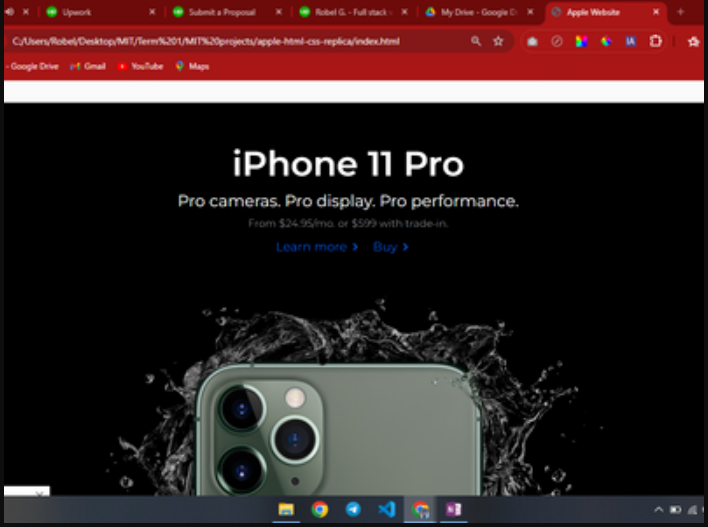 Upwork
Submit a Proposal
Robel G. - Full stack
My Drive - Google D
Apple Website
C:/Users/Robel/Desktop/MIT/Term%201/MIT%20projects/apple-html-css-replica/index.html
- Google Drive
Gmail
YouTube
Maps
iPhone 11 Pro
Pro cameras. Pro display. Pro performance.
From $24.95/mo. or $599 with trade-in.
Learn more > Buy >